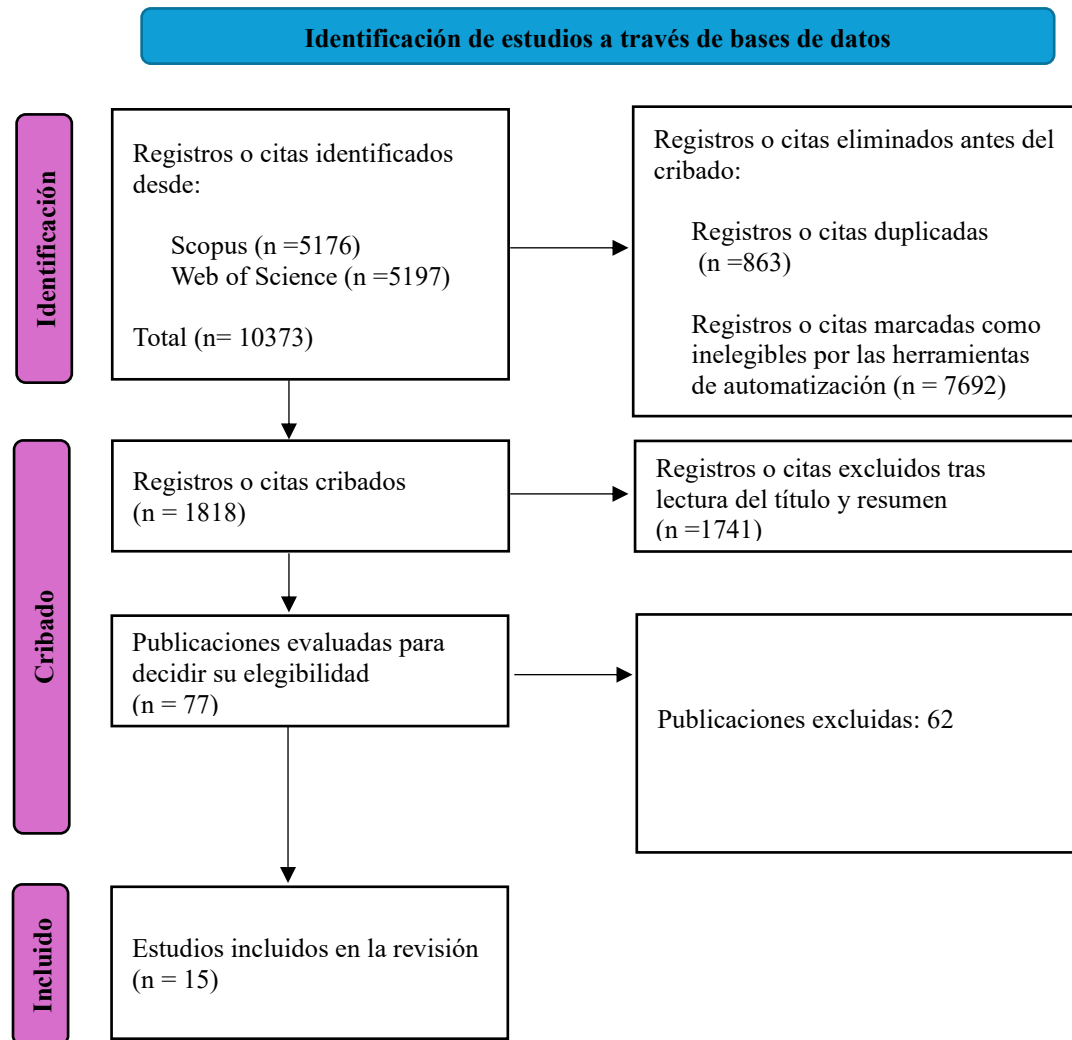 Identificación de estudios a través de bases de datos
Identificación
Registros o citas identificados
desde:
Scopus (n =5176)
Web of Science (n =5197)
Total (n= 10373)
Registros o citas eliminados antes del
cribado:
Registros o citas duplicadas
(n =863)
Registros o citas marcadas como
inelegibles por las herramientas
de automatización (n = 7692)
Cribado
Registros o citas cribados
(n = 1818)
Registros o citas excluidos tras
lectura del título y resumen
(n =1741)
Publicaciones evaluadas para
decidir su elegibilidad
(n = 77)
Publicaciones excluidas: 62
Incluido
Estudios incluidos en la revisión
(n = 15)